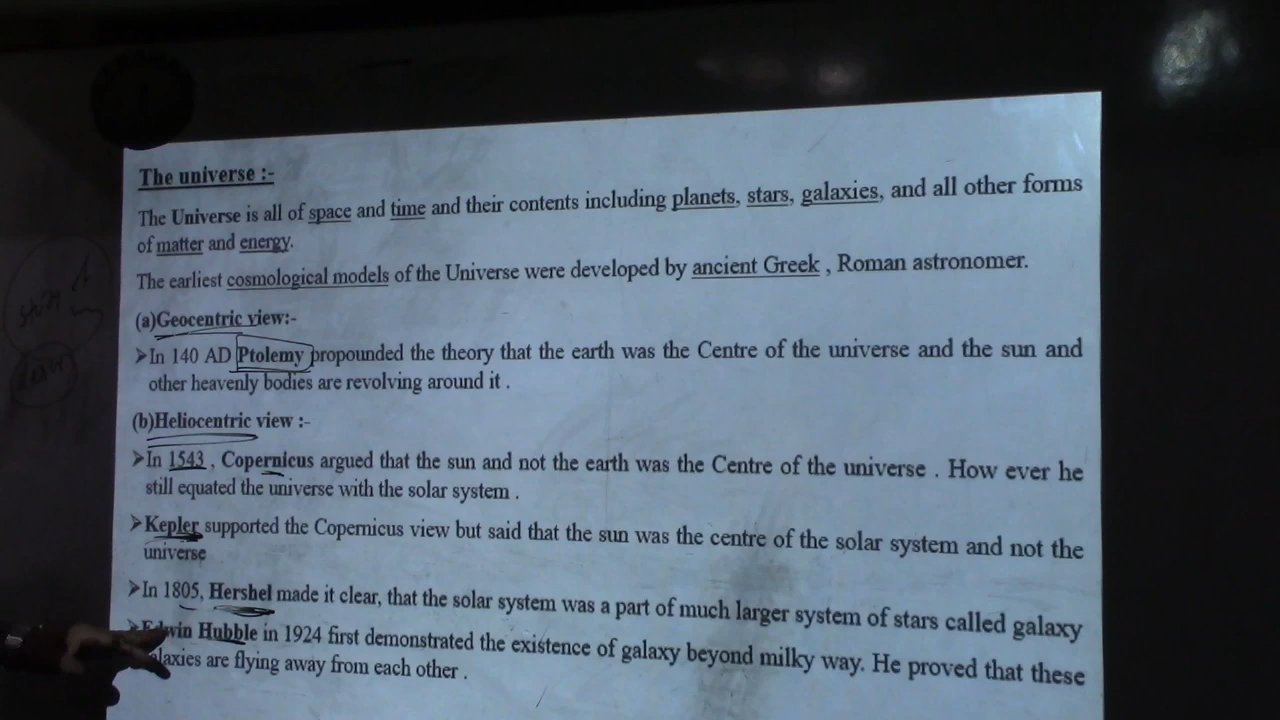 The universe :-
The Universe is all of space and time and their contents including planets, stars, galaxies, and all other forms
of matter and energy.
The earliest cosmological models of the Universe were developed by ancient Greek , Roman astronomer.
(a)Geocentric view:-
➢In 140 AD Ptolemy propounded the theory that the earth was the Centre of the universe and the sun and
other heavenly bodies are revolving around it .
(b)Heliocentric view :-
➢In 1543 , Copernicus argued that the sun and not the earth was the Centre of the universe . How ever he
still equated the universe with the solar system .
➢Kepler supported the Copernicus view but said that the sun was the centre of the solar system and not the
universe
➢In 1805, Hershel made it clear, that the solar system was a part of much larger system of stars called galaxy
➢Edwin Hubble in 1924 first demonstrated the existence of galaxy beyond milky way. He proved that these
galaxies are flying away from each other .